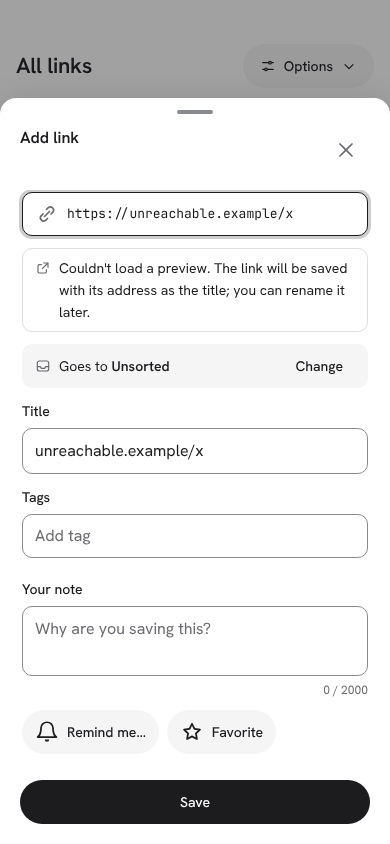 All links
Options
Add link
https://unreachable.example/x
Couldn't load a preview. The link will be saved
with its address as the title; you can rename it
later.
Goes to Unsorted
Change
Title
unreachable.example/x
Tags
Add tag
Your note
Why are you saving this?
0 / 2000
Remind me...
Favorite
Save